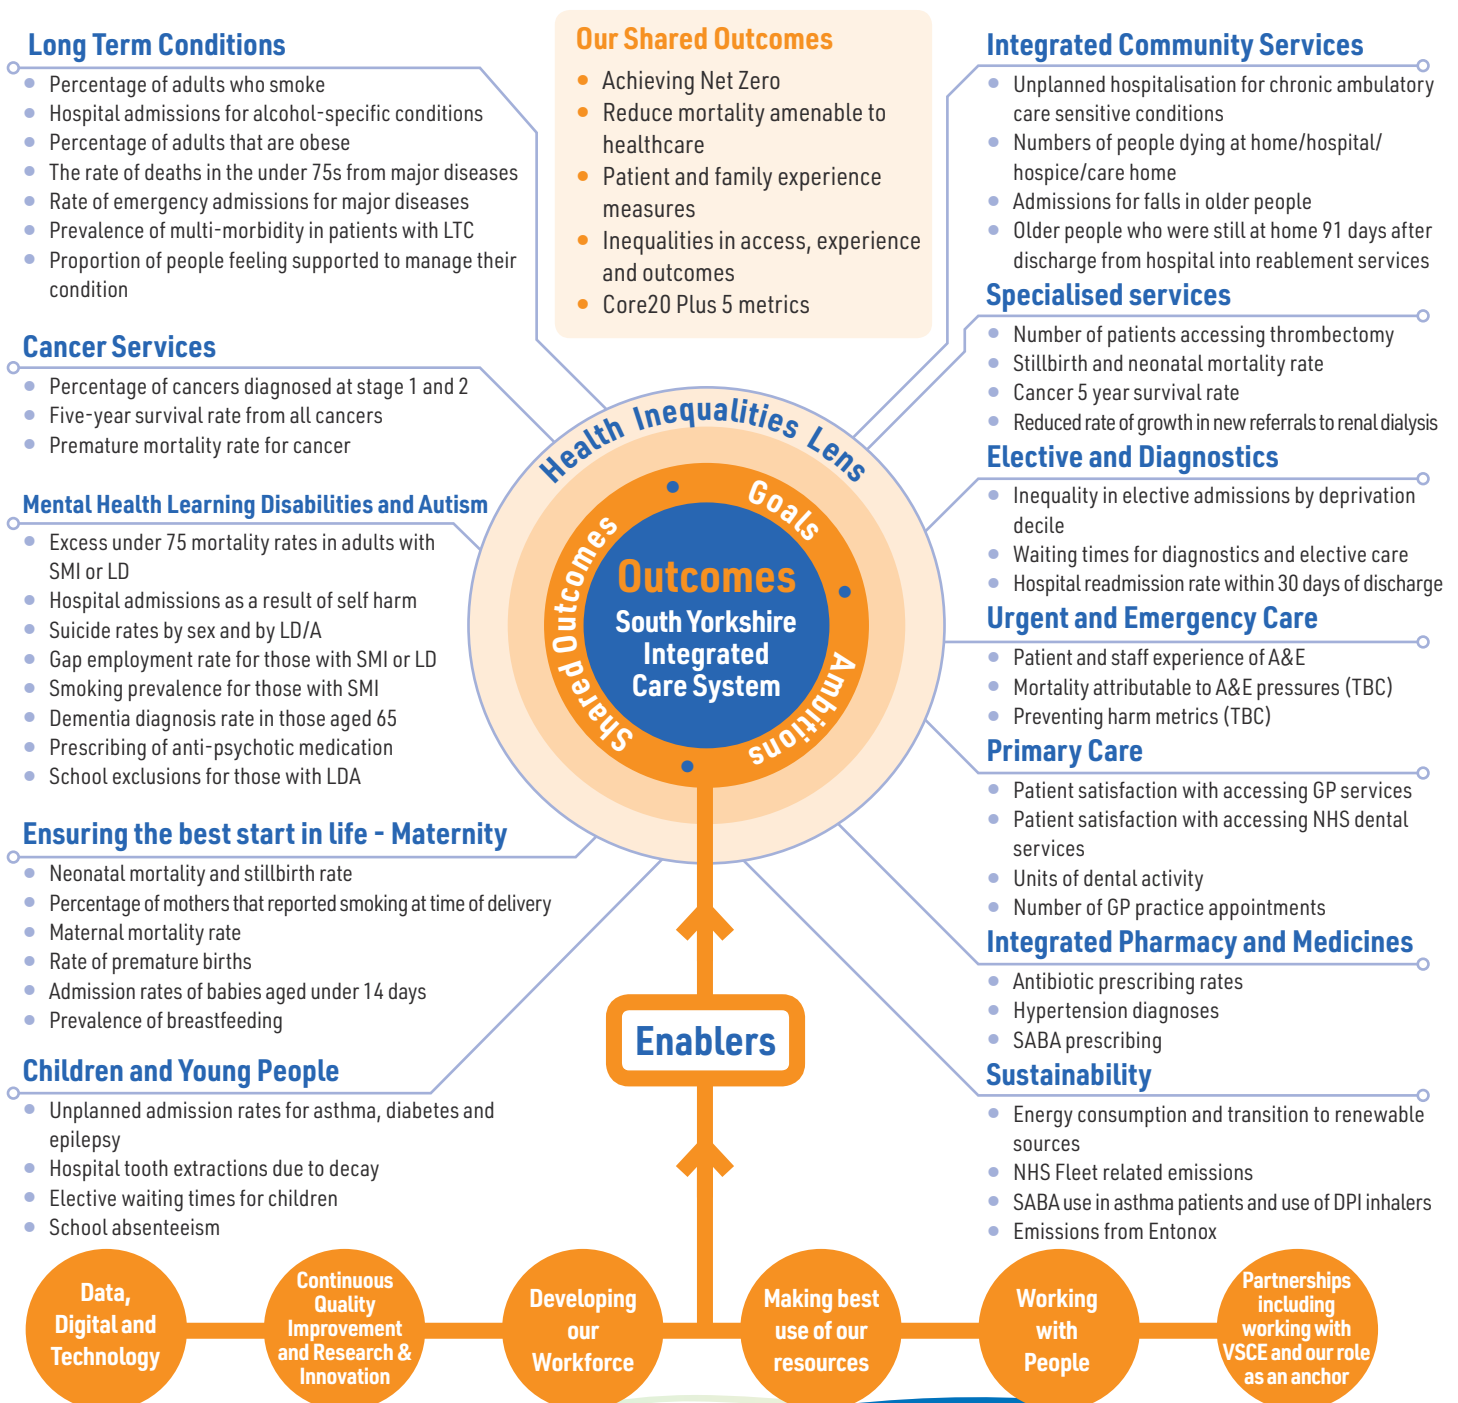 Long Term Conditions
Percentage of adults who smoke
Hospital admissions for alcohol-specific conditions
Percentage of adults that are obese
The rate of deaths in the under 75s from major diseases
Rate of emergency admissions for major diseases
Prevalence of multi-morbidity in patients with LTC
Proportion of people feeling supported to manage their
condition
Cancer Services
Percentage of cancers diagnosed at stage 1 and 2
Five-year survival rate from all cancers
Premature mortality rate for cancer
Mental Health Learning Disabilities and Autism
Excess under 75 mortality rates in adults with
SMI or LD
Hospital admissions as a result of self harm
Suicide rates by sex and by LD/A
Gap employment rate for those with SMI or LD
Smoking prevalence for those with SMI
Dementia diagnosis rate in those aged 65
Prescribing of anti-psychotic medication
School exclusions for those with LDA
Ensuring the best start in life - Maternity
Neonatal mortality and stillbirth rate
Percentage of mothers that reported smoking at time of delivery
Maternal mortality rate
Rate of premature births
Admission rates of babies aged under 14 days
Prevalence of breastfeeding
Children and Young People
Unplanned admission rates for asthma, diabetes and
epilepsy
Hospital tooth extractions due to decay
Elective waiting times for children
School absenteeism
Our Shared Outcomes
Achieving Net Zero
Reduce mortality amenable to
healthcare
Patient and family experience
measures
Inequalities in access, experience
and outcomes
Core20 Plus 5 metrics
Health Inequalities Lens
Shared Outcomes
Goals
Ambitions
Outcomes
South Yorkshire
Integrated
Care System
Enablers
Integrated Community Services
Unplanned hospitalisation for chronic ambulatory
care sensitive conditions
Numbers of people dying at home/hospital/
hospice/care home
Admissions for falls in older people
Older people who were still at home 91 days after
discharge from hospital into reablement services
Specialised services
Number of patients accessing thrombectomy
Stillbirth and neonatal mortality rate
Cancer 5 year survival rate
Reduced rate of growth in new referrals to renal dialysis
Elective and Diagnostics
Inequality in elective admissions by deprivation
decile
Waiting times for diagnostics and elective care
Hospital readmission rate within 30 days of discharge
Urgent and Emergency Care
Patient and staff experience of A&E
Mortality attributable to A&E pressures (TBC)
Preventing harm metrics (TBC)
Primary Care
Patient satisfaction with accessing GP services
Patient satisfaction with accessing NHS dental
services
Units of dental activity
Number of GP practice appointments
Integrated Pharmacy and Medicines
Antibiotic prescribing rates
Hypertension diagnoses
SABA prescribing
Sustainability
Energy consumption and transition to renewable
sources
NHS Fleet related emissions
SABA use in asthma patients and use of DPI inhalers
Emissions from Entonox
Data,
Digital and
Technology
Continuous
Quality
Improvement
and Research &
Innovation
Developing
our
Workforce
Making best
use of our
resources
Working
with
People
Partnerships
including
working with
VSCE and our role
as an anchor